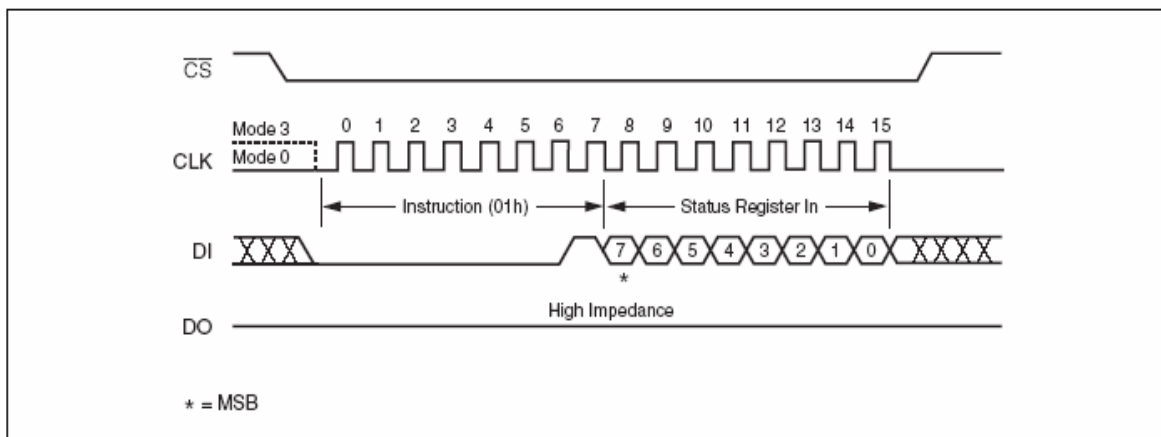 C̅S̅
Mode 3
0 1 2 3 4 5 6 7 8 9 10 11 12 13 14 15
CLK
Mode 0
Instruction (01h)
Status Register In
DI
7 6 5 4 3 2 1 0
*
High Impedance
DO
* = MSB